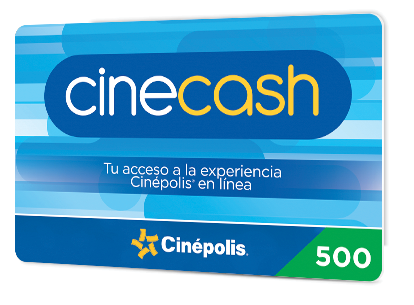 cinecash
Tu acceso a la experiencia
Cinépolis® en línea
Cinépolis®
500